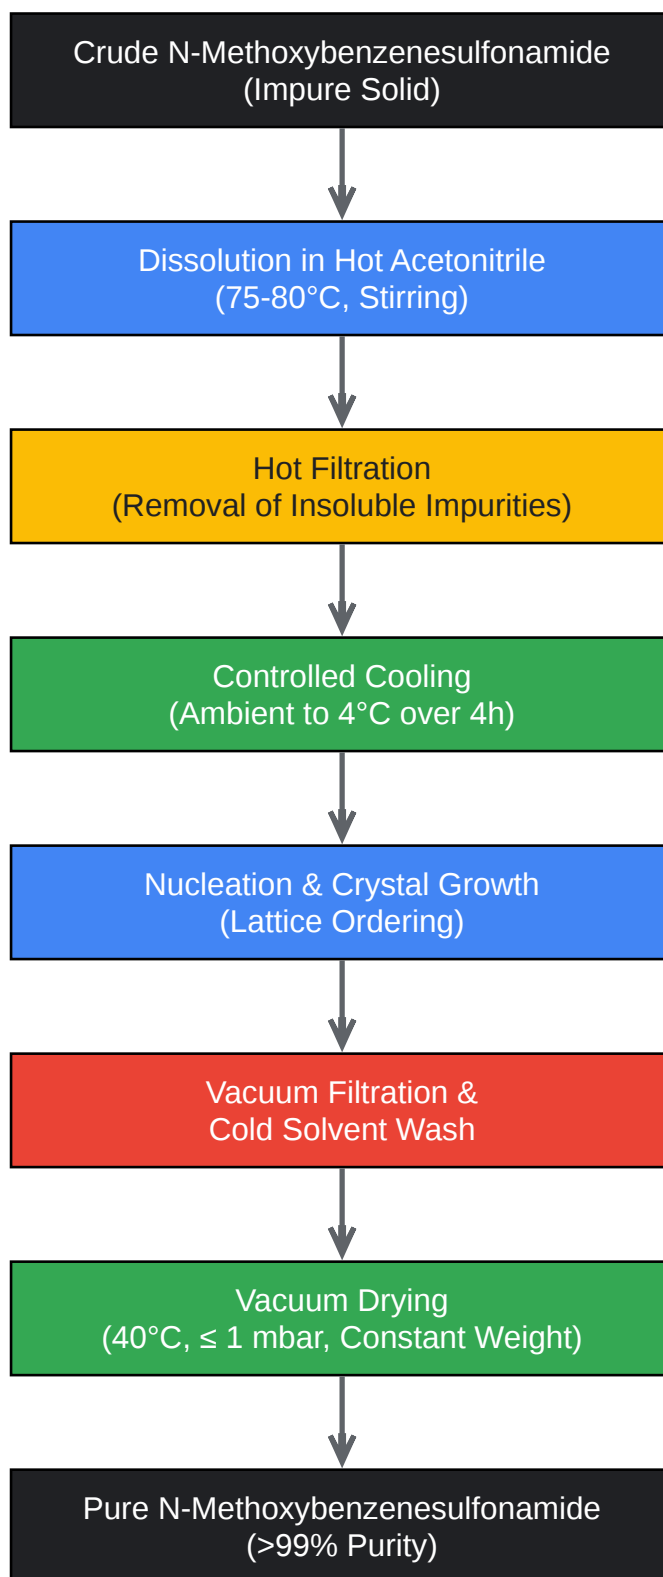 Crude N-Methoxybenzenesulfonamide
(Impure Solid)
Dissolution in Hot Acetonitrile
(75-80°C, Stirring)
Hot Filtration
(Removal of Insoluble Impurities)
Controlled Cooling
(Ambient to 4°C over 4h)
Nucleation & Crystal Growth
(Lattice Ordering)
Vacuum Filtration &
Cold Solvent Wash
Vacuum Drying
(40°C, ≤ 1 mbar, Constant Weight)
Pure N-Methoxybenzenesulfonamide
(>99% Purity)